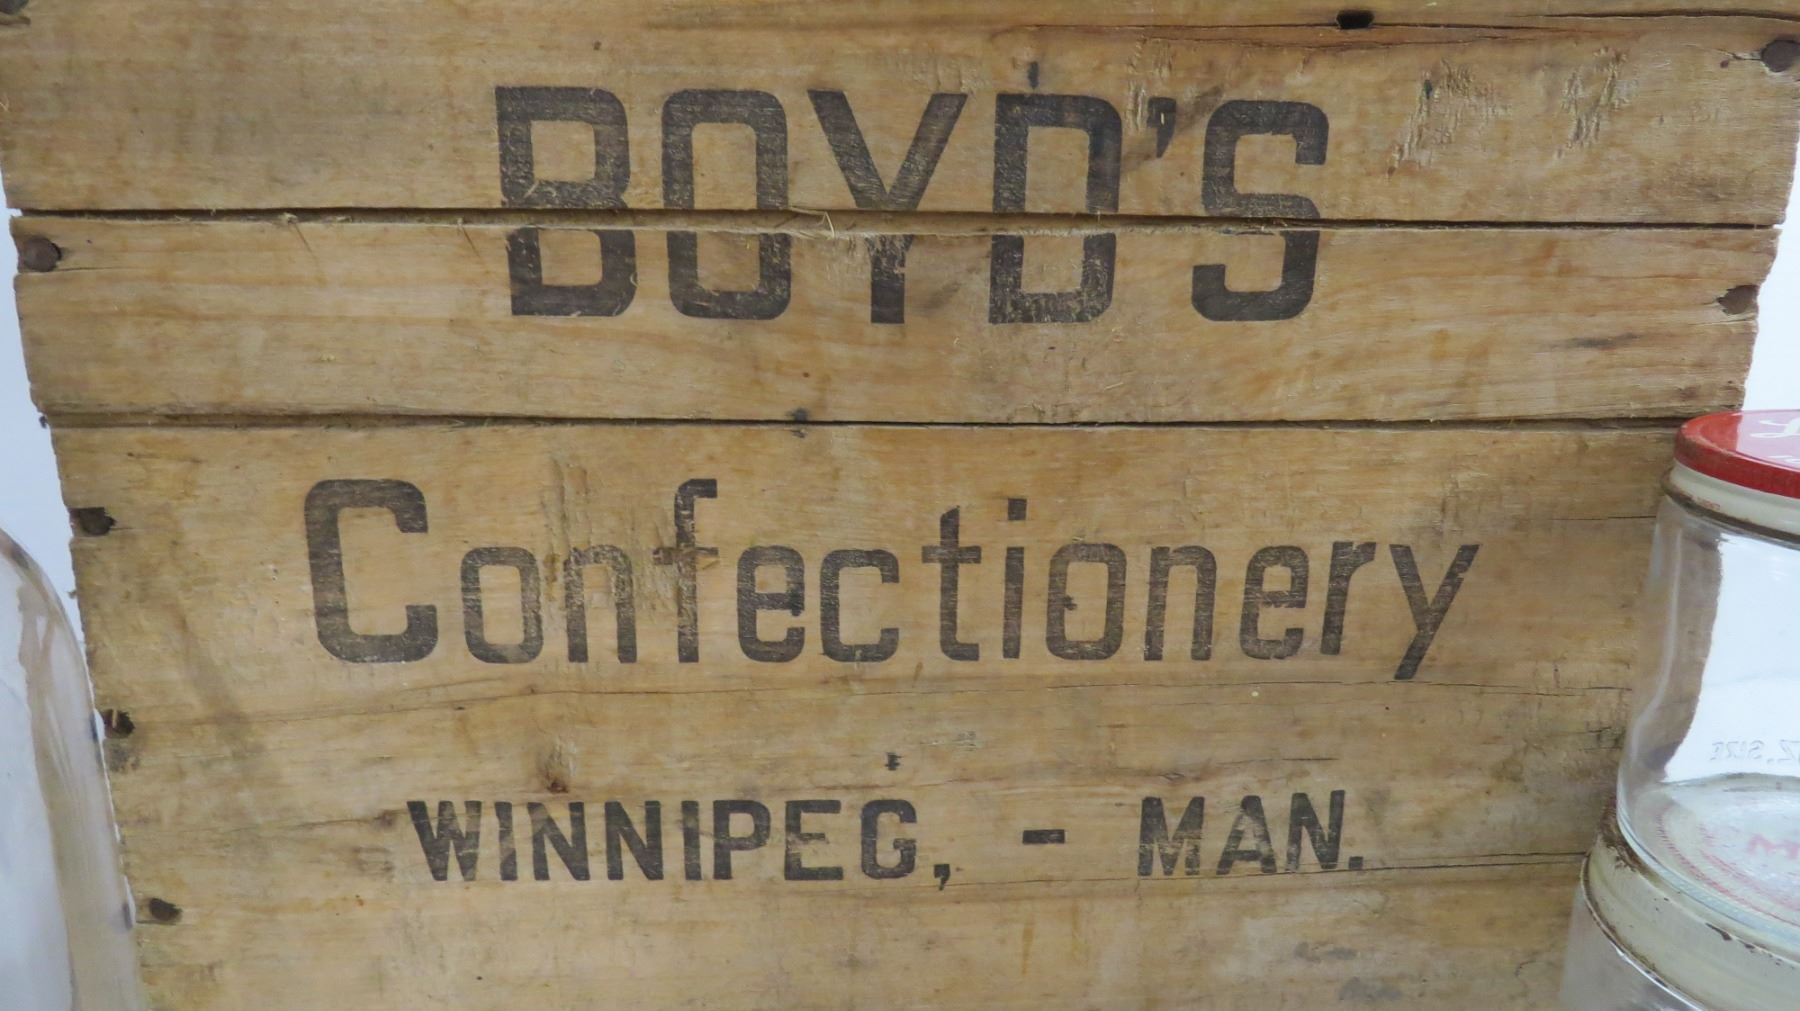 BOYD'S
Confectionery
WINNIPEG, - MAN.